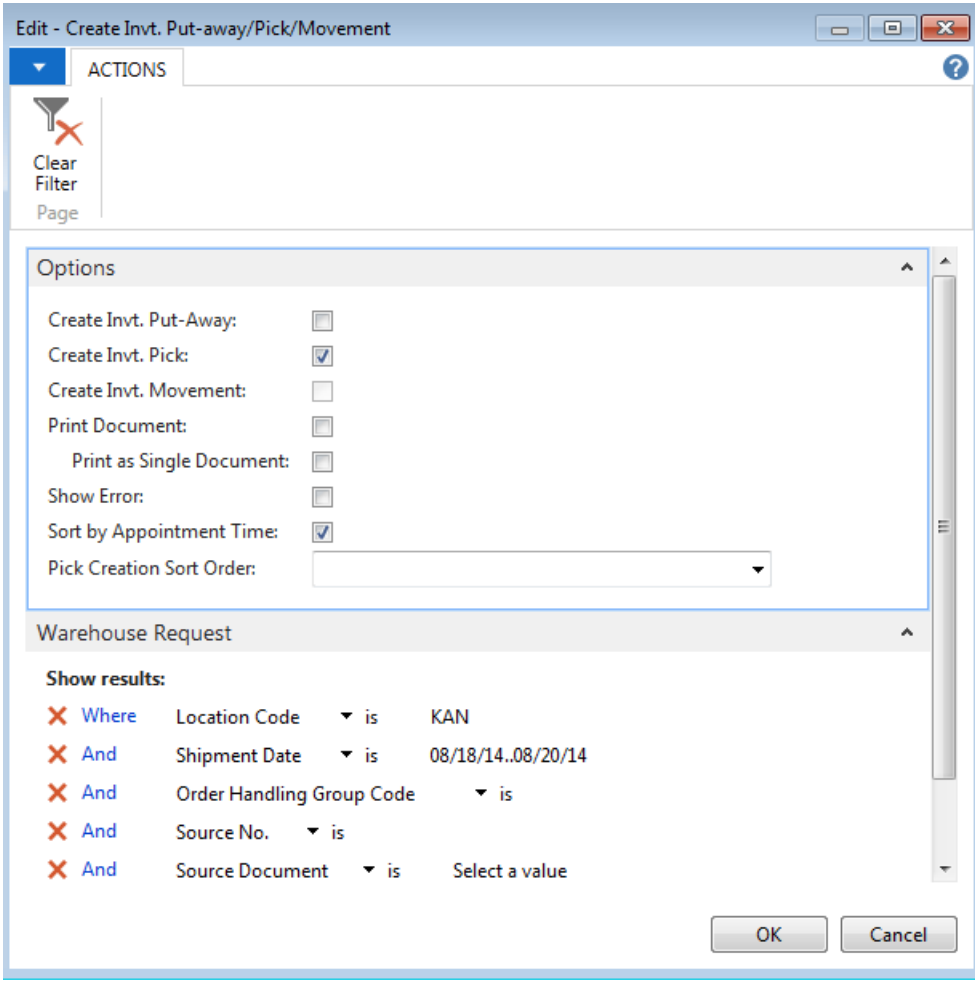 Edit - Create Invt. Put-away/Pick/Movement
ACTIONS
?
Clear
Filter
Page
Options
Create Invt. Put-Away:
Create Invt. Pick:
Create Invt. Movement:
Print Document:
Print as Single Document:
Show Error:
Sort by Appointment Time:
Pick Creation Sort Order:
Warehouse Request
Show results:
Where Location Code is KAN
And Shipment Date is 08/18/14..08/20/14
And Order Handling Group Code is
And Source No. is
And Source Document is Select a value
OK Cancel